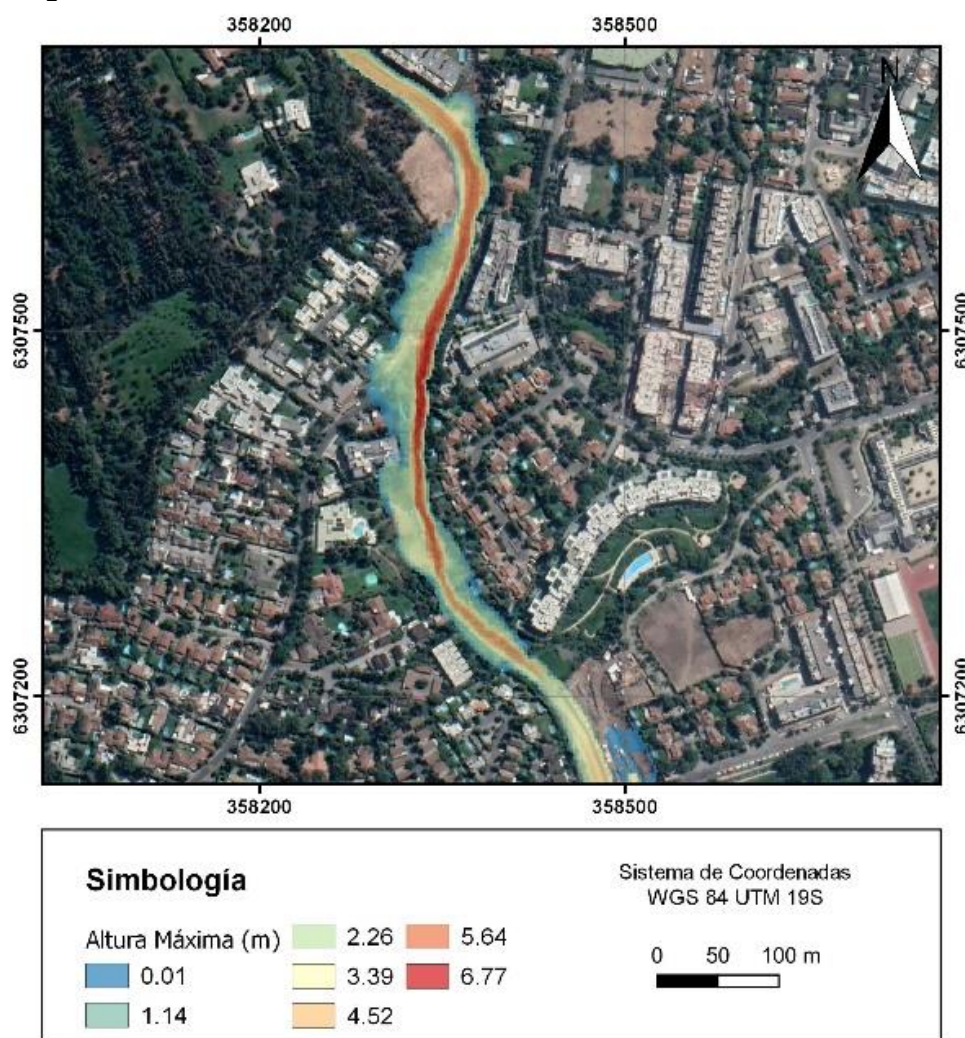 358200 358500
N
6307500 6307500
6307200 6307200
358200 358500
Simbología
Sistema de Coordenadas
WGS 84 UTM 19S
Altura Máxima (m)
0.01
1.14
2.26
3.39
4.52
5.64
6.77
0 50 100 m